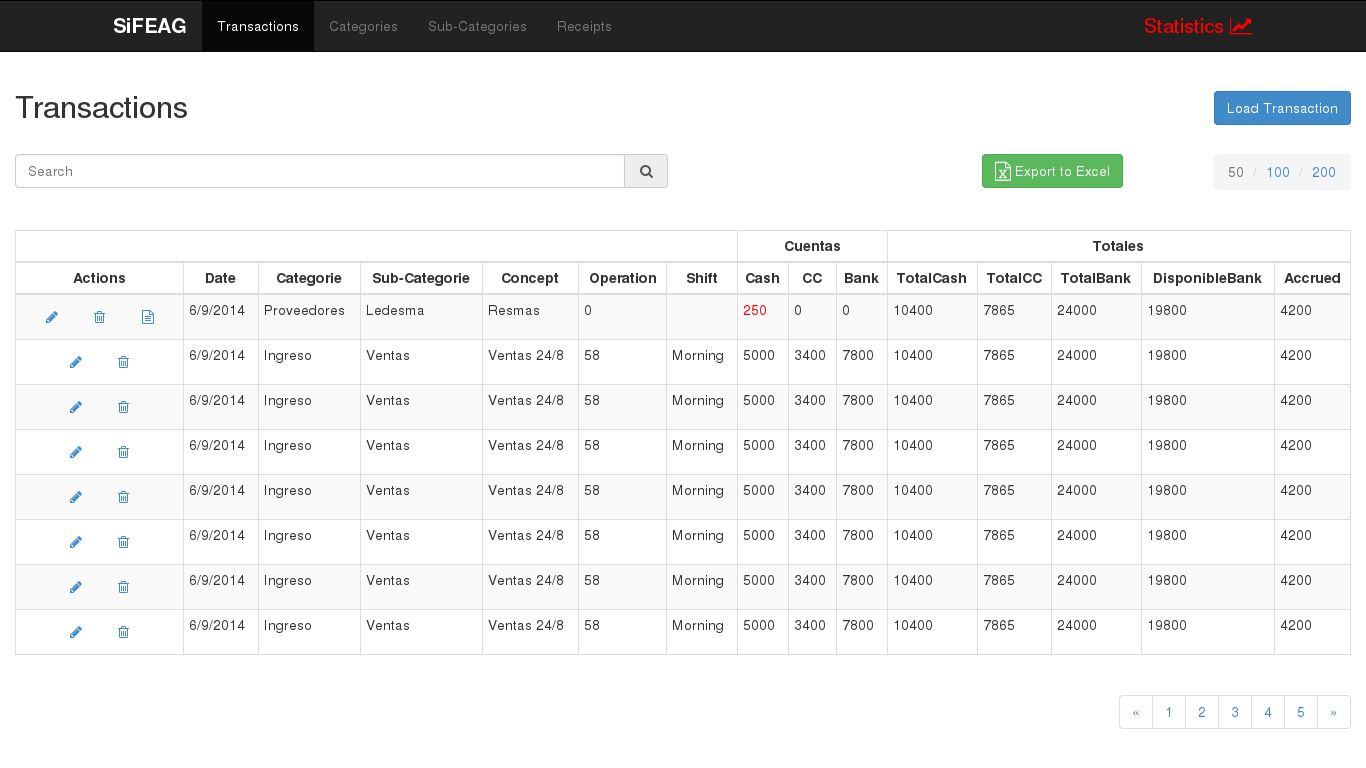 SiFEAG Transactions Categories Sub-Categories Receipts Statistics
Transactions Load Transaction
Search Export to Excel 50 / 100 / 200
Cuentas Totales
Actions Date Categorie Sub-Categorie Concept Operation Shift Cash CC Bank TotalCash TotalCC TotalBank DisponibleBank Accrued
6/9/2014 Proveedores Ledesma Resmas 0 250 0 0 10400 7865 24000 19800 4200
6/9/2014 Ingreso Ventas Ventas 24/8 58 Morning 5000 3400 7800 10400 7865 24000 19800 4200
6/9/2014 Ingreso Ventas Ventas 24/8 58 Morning 5000 3400 7800 10400 7865 24000 19800 4200
6/9/2014 Ingreso Ventas Ventas 24/8 58 Morning 5000 3400 7800 10400 7865 24000 19800 4200
6/9/2014 Ingreso Ventas Ventas 24/8 58 Morning 5000 3400 7800 10400 7865 24000 19800 4200
6/9/2014 Ingreso Ventas Ventas 24/8 58 Morning 5000 3400 7800 10400 7865 24000 19800 4200
6/9/2014 Ingreso Ventas Ventas 24/8 58 Morning 5000 3400 7800 10400 7865 24000 19800 4200
6/9/2014 Ingreso Ventas Ventas 24/8 58 Morning 5000 3400 7800 10400 7865 24000 19800 4200
« 1 2 3 4 5 »